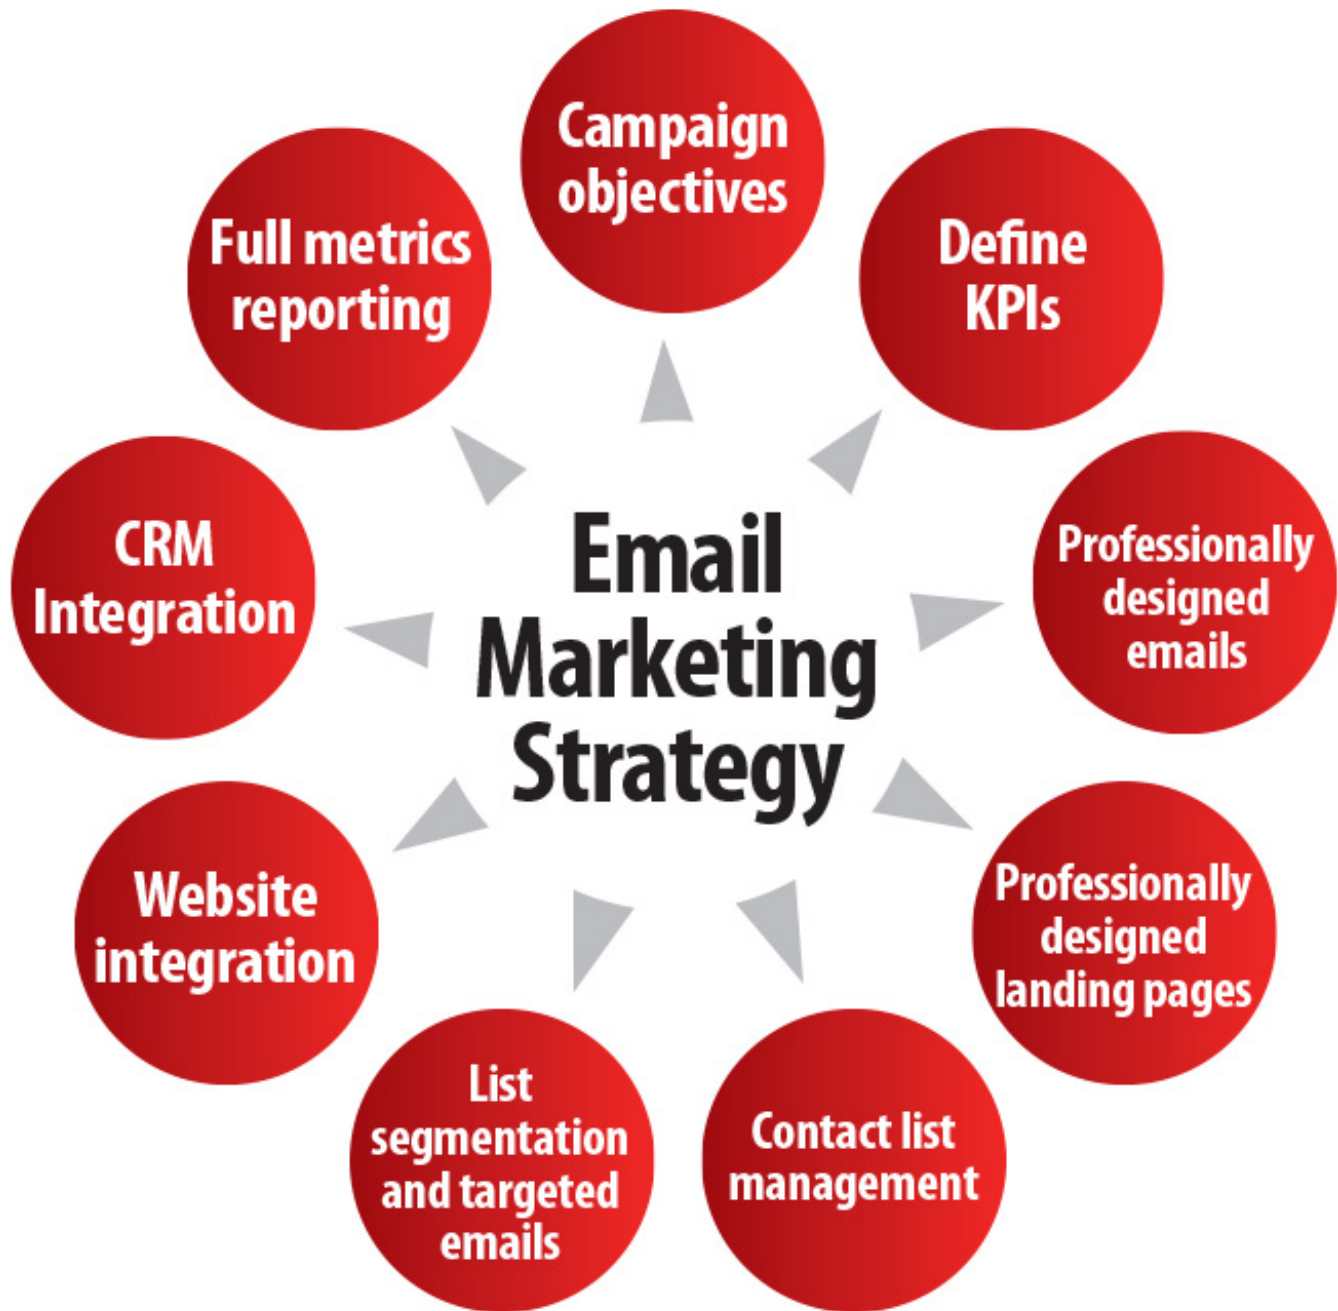 Campaign
objectives
Define
KPIs
Professionally
designed
emails
Professionally
designed
landing pages
Contact list
management
List
segmentation
and targeted
emails
Website
integration
CRM
Integration
Full metrics
reporting
Email
Marketing
Strategy